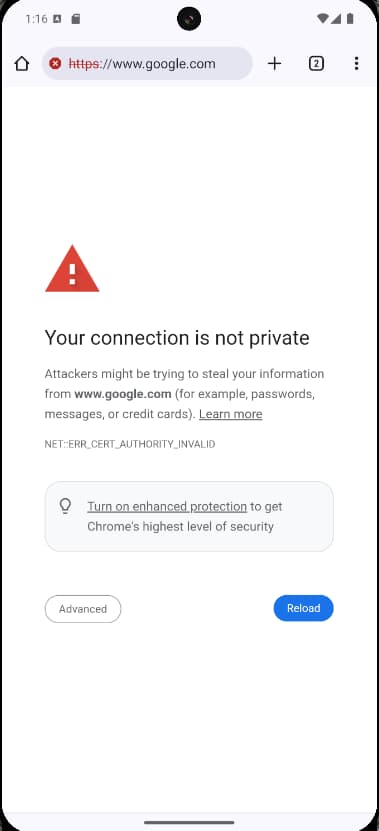 1:16
https://www.google.com
2
Your connection is not private
Attackers might be trying to steal your information
from www.google.com (for example, passwords,
messages, or credit cards). Learn more
NET::ERR_CERT_AUTHORITY_INVALID
Turn on enhanced protection to get
Chrome's highest level of security
Advanced
Reload